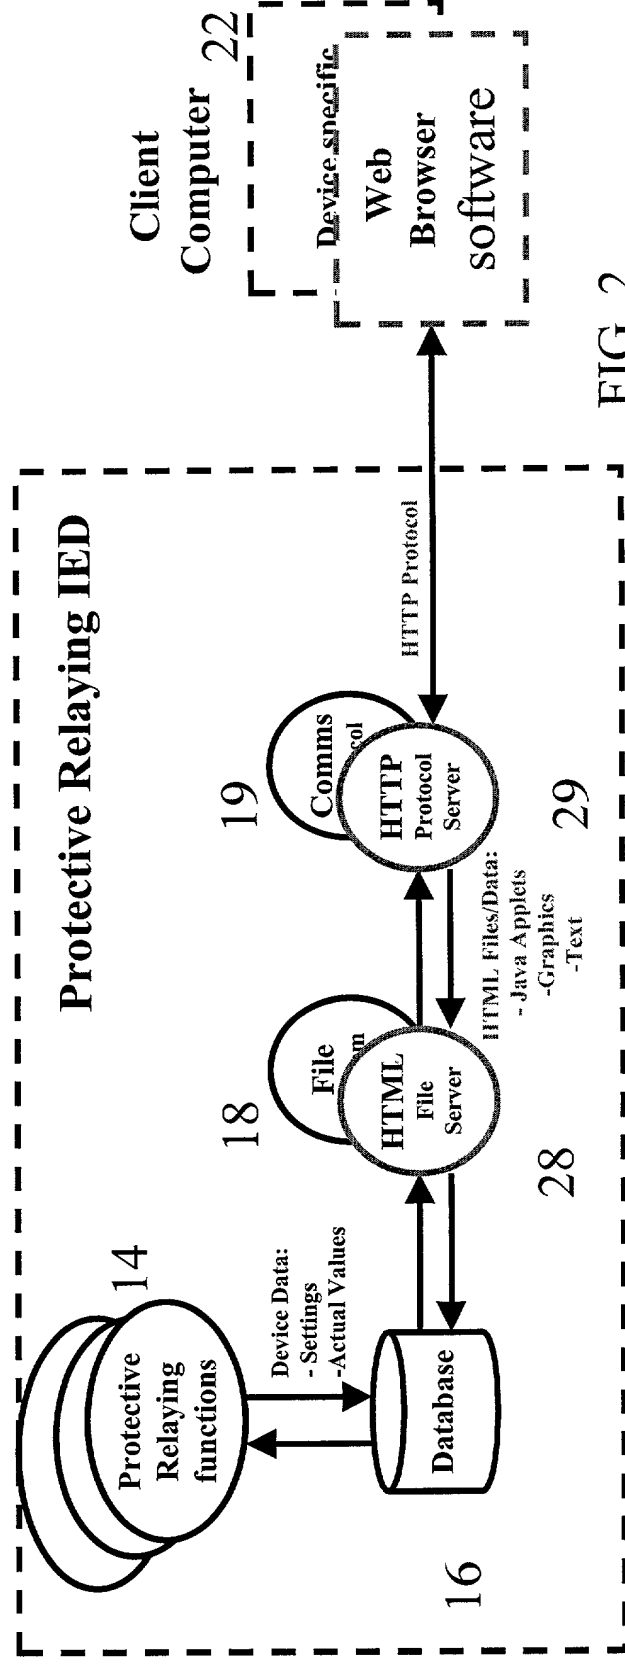 Protective Relaying IED
Client
Computer
22
Device specific
Web
Browser
software
14
Protective
Relaying
functions
Device Data:
- Settings
-Actual Values
16
Database
18
File
HTML
File
Server
28
19
Comms
HTTP
Protocol
Server
29
HTML Files/Data:
- Java Applets
-Graphics
-Text
HTTP Protocol
FIG. 2